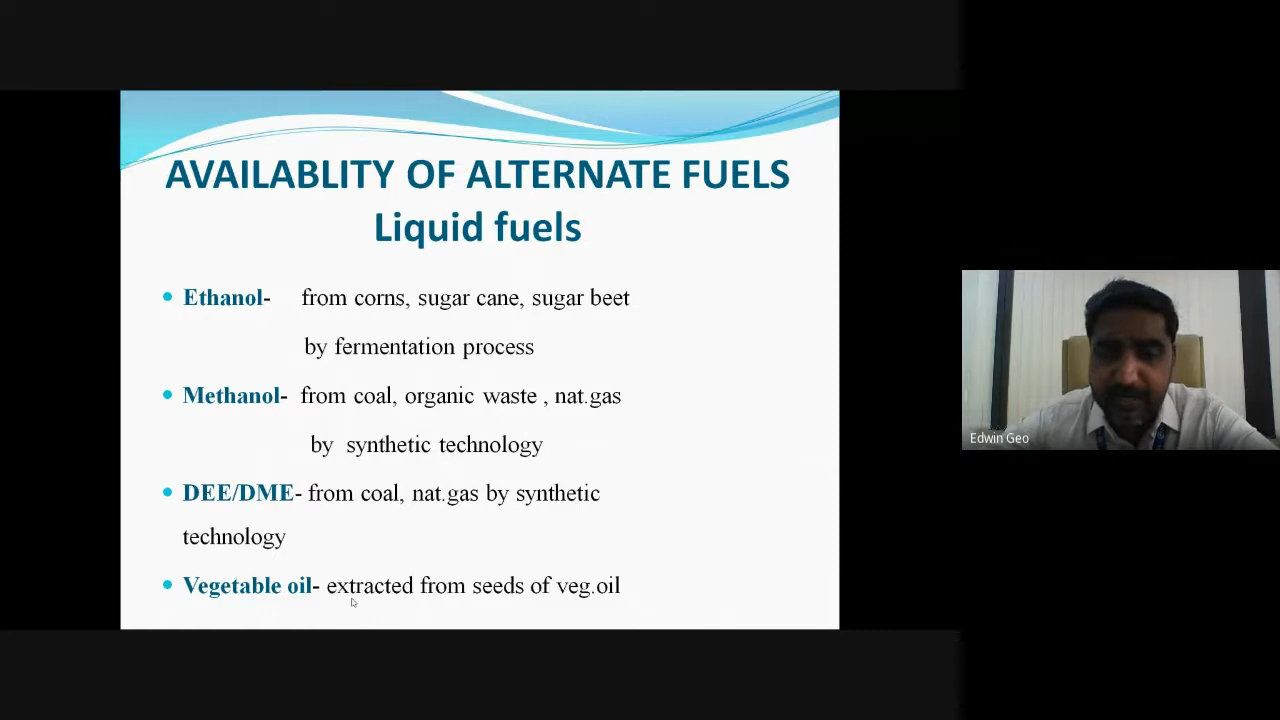 AVAILABLITY OF ALTERNATE FUELS
Liquid fuels
Ethanol- from corns, sugar cane, sugar beet
by fermentation process
Methanol- from coal, organic waste , nat.gas
by synthetic technology
DEE/DME- from coal, nat.gas by synthetic
technology
Vegetable oil- extracted from seeds of veg.oil
Edwin Geo